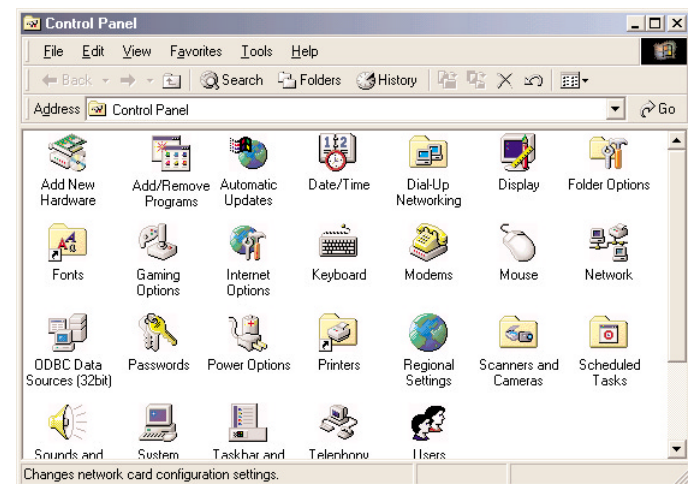 Control Panel
File Edit View Favorites Tools Help
Back Search Folders History
Address Control Panel Go
Add New Hardware
Add/Remove Programs
Automatic Updates
Date/Time
Dial-Up Networking
Display
Folder Options
Fonts
Gaming Options
Internet Options
Keyboard
Modems
Mouse
Network
ODBC Data Sources (32bit)
Passwords
Power Options
Printers
Regional Settings
Scanners and Cameras
Scheduled Tasks
Sounds and
System
Taskbar and
Telephony
Users
Changes network card configuration settings.